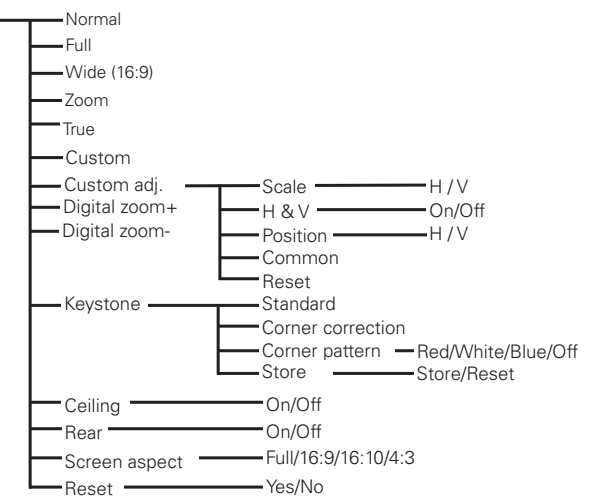 Normal
Full
Wide (16:9)
Zoom
True
Custom
Custom adj. Scale H / V
Digital zoom+ H & V On/Off
Digital zoom- Position H / V
Common
Reset
Keystone Standard
Corner correction
Corner pattern Red/White/Blue/Off
Store Store/Reset
Ceiling On/Off
Rear On/Off
Screen aspect Full/16:9/16:10/4:3
Reset Yes/No